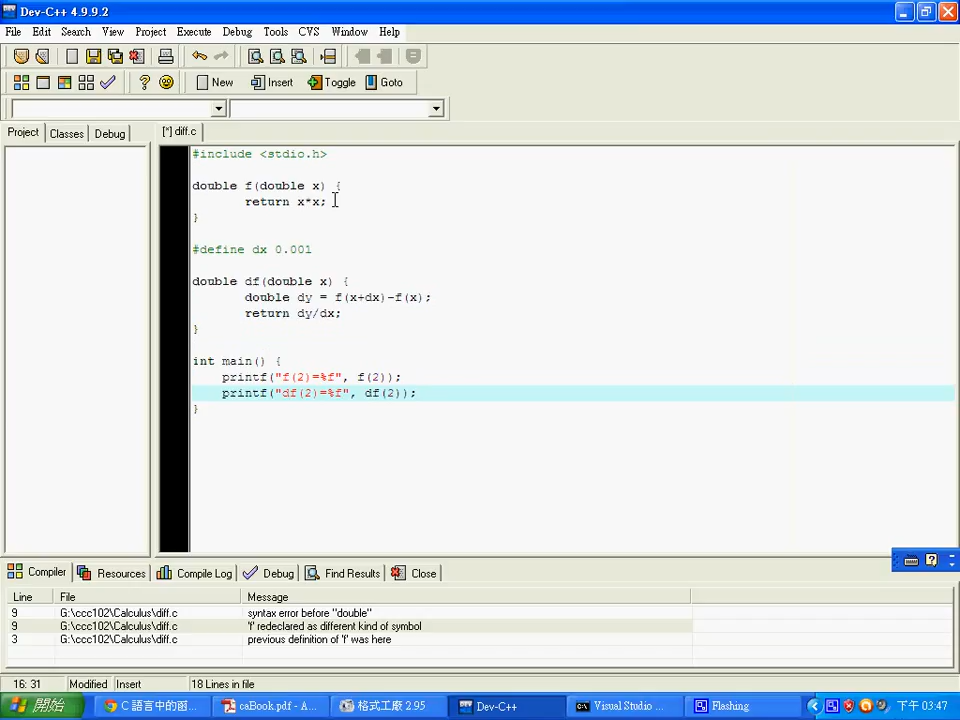 Dev-C++ 4.9.9.2
File Edit Search View Project Execute Debug Tools CVS Window Help
New Insert Toggle Goto
Project Classes Debug [*] diff.c
#include <stdio.h>
double f(double x) {
return x*x;
}
#define dx 0.001
double df(double x) {
double dy = f(x+dx)-f(x);
return dy/dx;
}
int main() {
printf("f(2)=%f", f(2));
printf("df(2)=%f", df(2));
}
Compiler Resources Compile Log Debug Find Results Close
Line File Message
9 G:\ccc102\Calculus\diff.c syntax error before "double"
9 G:\ccc102\Calculus\diff.c 'f' redeclared as different kind of symbol
3 G:\ccc102\Calculus\diff.c previous definition of 'f' was here
16: 31 Modified Insert 18 Lines in file
開始 C 語言中的函... caBook.pdf - A... 格式工廠 2.95 Dev-C++ Visual Studio ... Flashing 下午 03:47